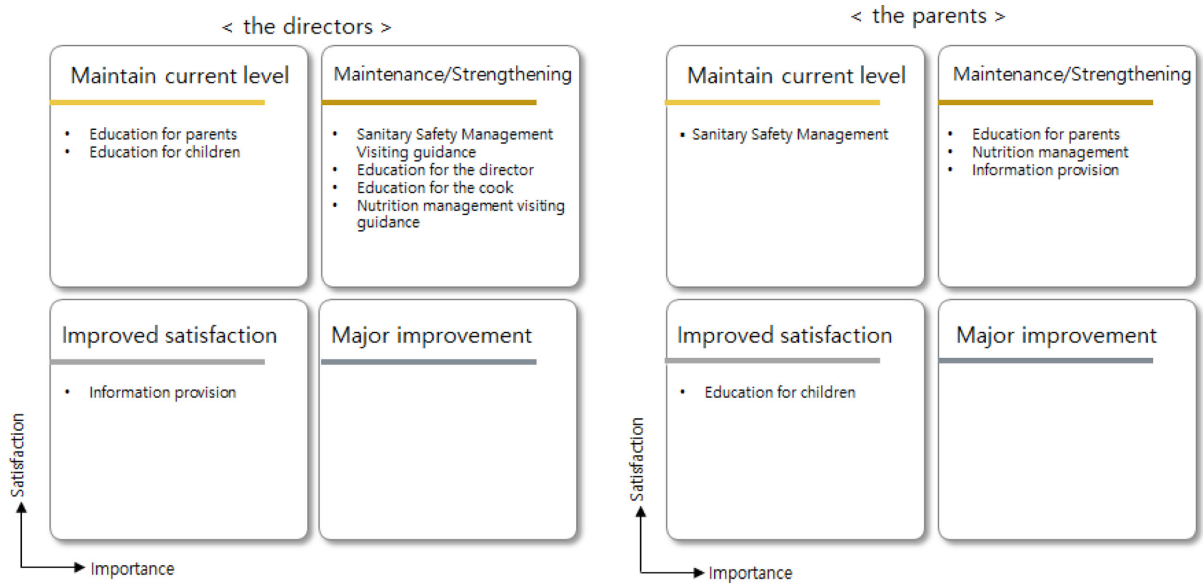 < the directors >
Maintain current level
• Education for parents
• Education for children
Maintenance/Strengthening
• Sanitary Safety Management
Visiting guidance
• Education for the director
• Education for the cook
• Nutrition management visiting
guidance
Improved satisfaction
• Information provision
Major improvement
Satisfaction
Importance
< the parents >
Maintain current level
▪ Sanitary Safety Management
Maintenance/Strengthening
• Education for parents
• Nutrition management
• Information provision
Improved satisfaction
• Education for children
Major improvement
Satisfaction
Importance